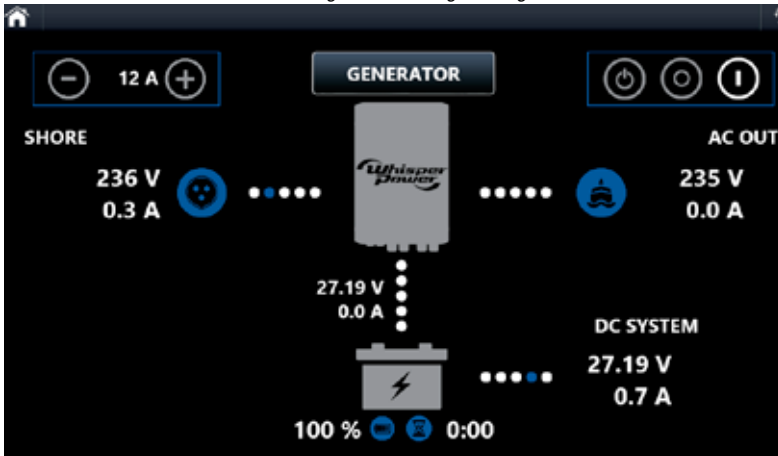 12 A
GENERATOR
SHORE
AC OUT
236 V
0.3 A
Whisper
Power
235 V
0.0 A
27.19 V
0.0 A
DC SYSTEM
27.19 V
0.7 A
100 %
0:00